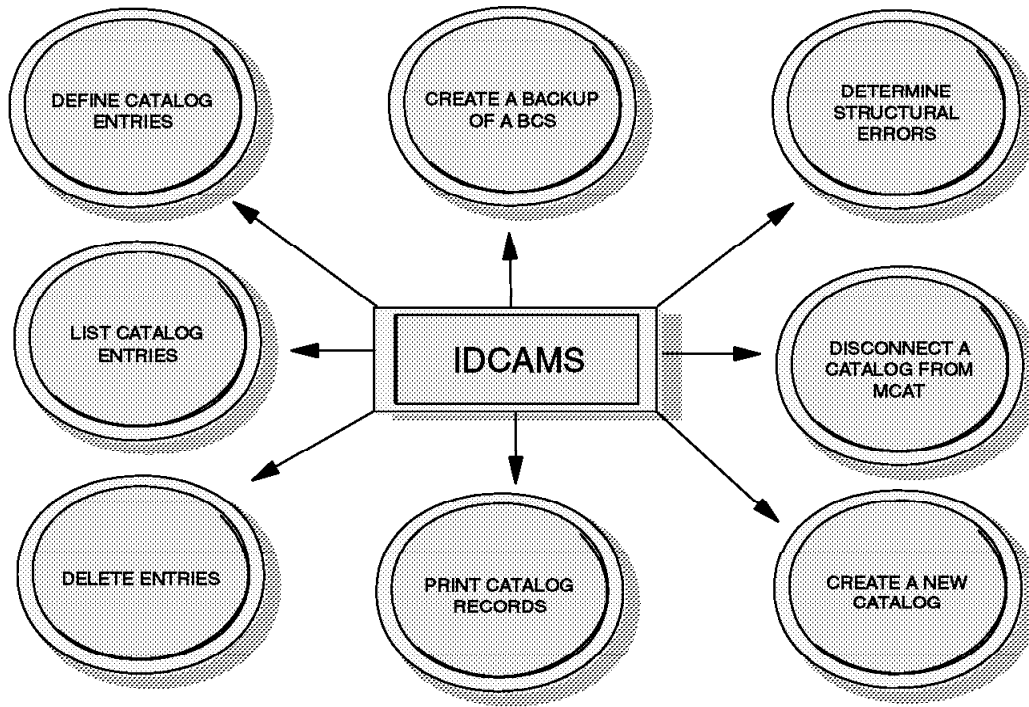 DEFINE CATALOG
ENTRIES
CREATE A BACKUP
OF A BCS
DETERMINE
STRUCTURAL
ERRORS
LIST CATALOG
ENTRIES
IDCAMS
DISCONNECT A
CATALOG FROM
MCAT
DELETE ENTRIES
PRINT CATALOG
RECORDS
CREATE A NEW
CATALOG